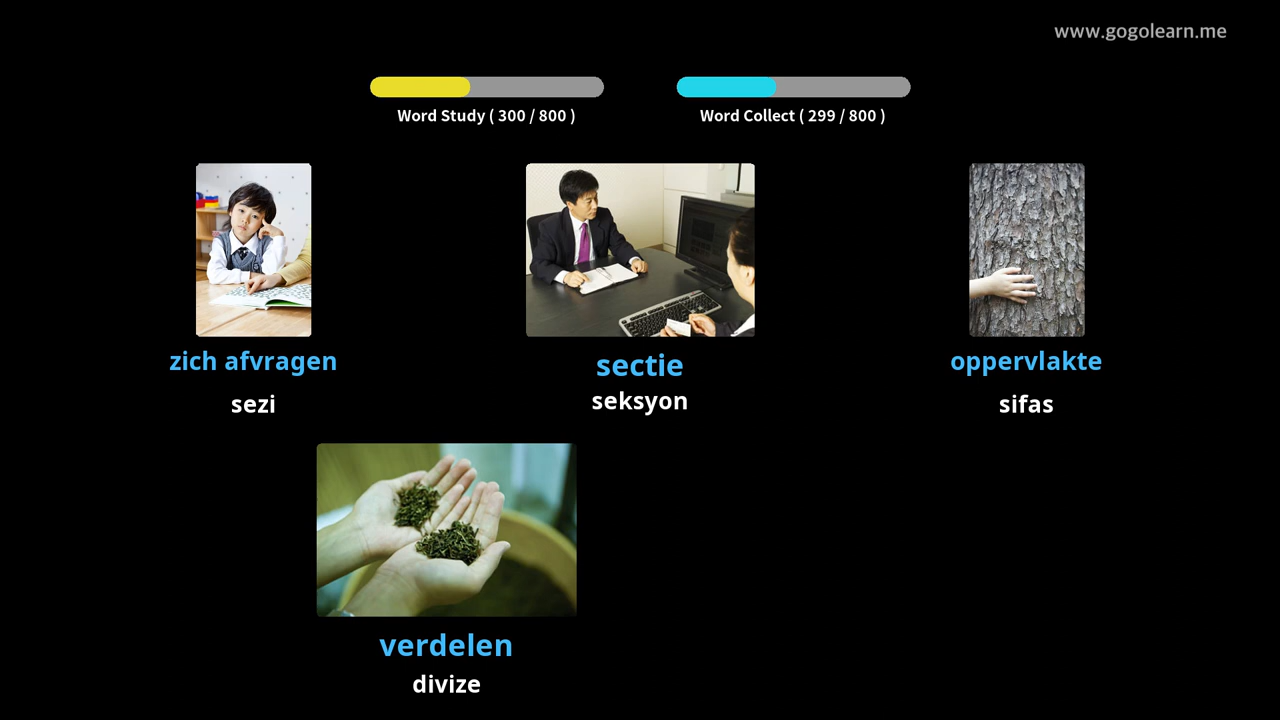 www.gogolearn.me
Word Study ( 300 / 800 )
Word Collect ( 299 / 800 )
zich afvragen
sezi
sectie
seksyon
oppervlakte
sifas
verdelen
divize